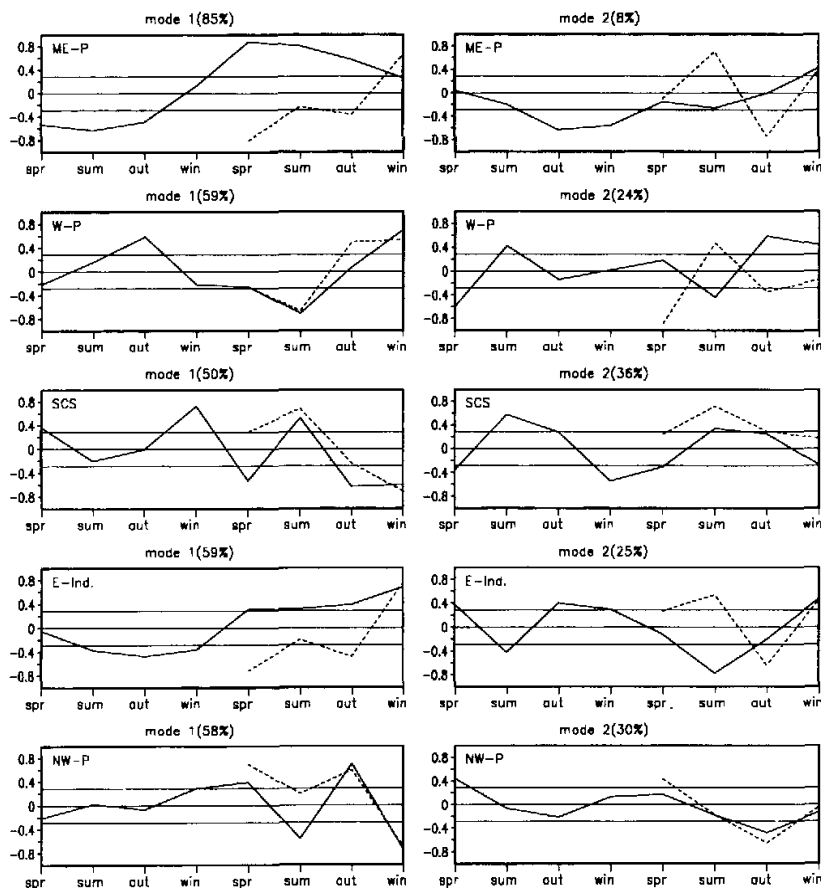 mode 1(85%)
mode 2(8%)
ME-P
0.8
0.4
0
-0.4
-0.8
spr sum aut win spr sum aut win
ME-P
0.8
0.4
0
-0.4
-0.8
spr sum aut win spr sum aut win
mode 1(59%)
mode 2(24%)
W-P
0.8
0.4
0
-0.4
-0.8
spr sum aut win spr sum aut win
W-P
0.8
0.4
0
-0.4
-0.8
spr sum aut win spr sum aut win
mode 1(50%)
mode 2(36%)
SCS
0.8
0.4
0
-0.4
-0.8
spr sum aut win spr sum aut win
SCS
0.8
0.4
0
-0.4
-0.8
spr sum aut win spr sum aut win
mode 1(59%)
mode 2(25%)
E-Ind.
0.8
0.4
0
-0.4
-0.8
spr sum aut win spr sum aut win
E-Ind.
0.8
0.4
0
-0.4
-0.8
spr sum aut win spr. sum aut win
mode 1(58%)
mode 2(30%)
NW-P
0.8
0.4
0
-0.4
-0.8
spr sum aut win spr sum aut win
NW-P
0.8
0.4
0
-0.4
-0.8
spr sum aut win spr sum aut win